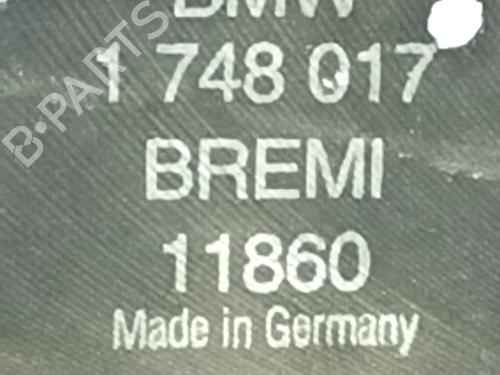 BMW
1 748 017
BREMI
11860
Made in Germany
B-PARTS